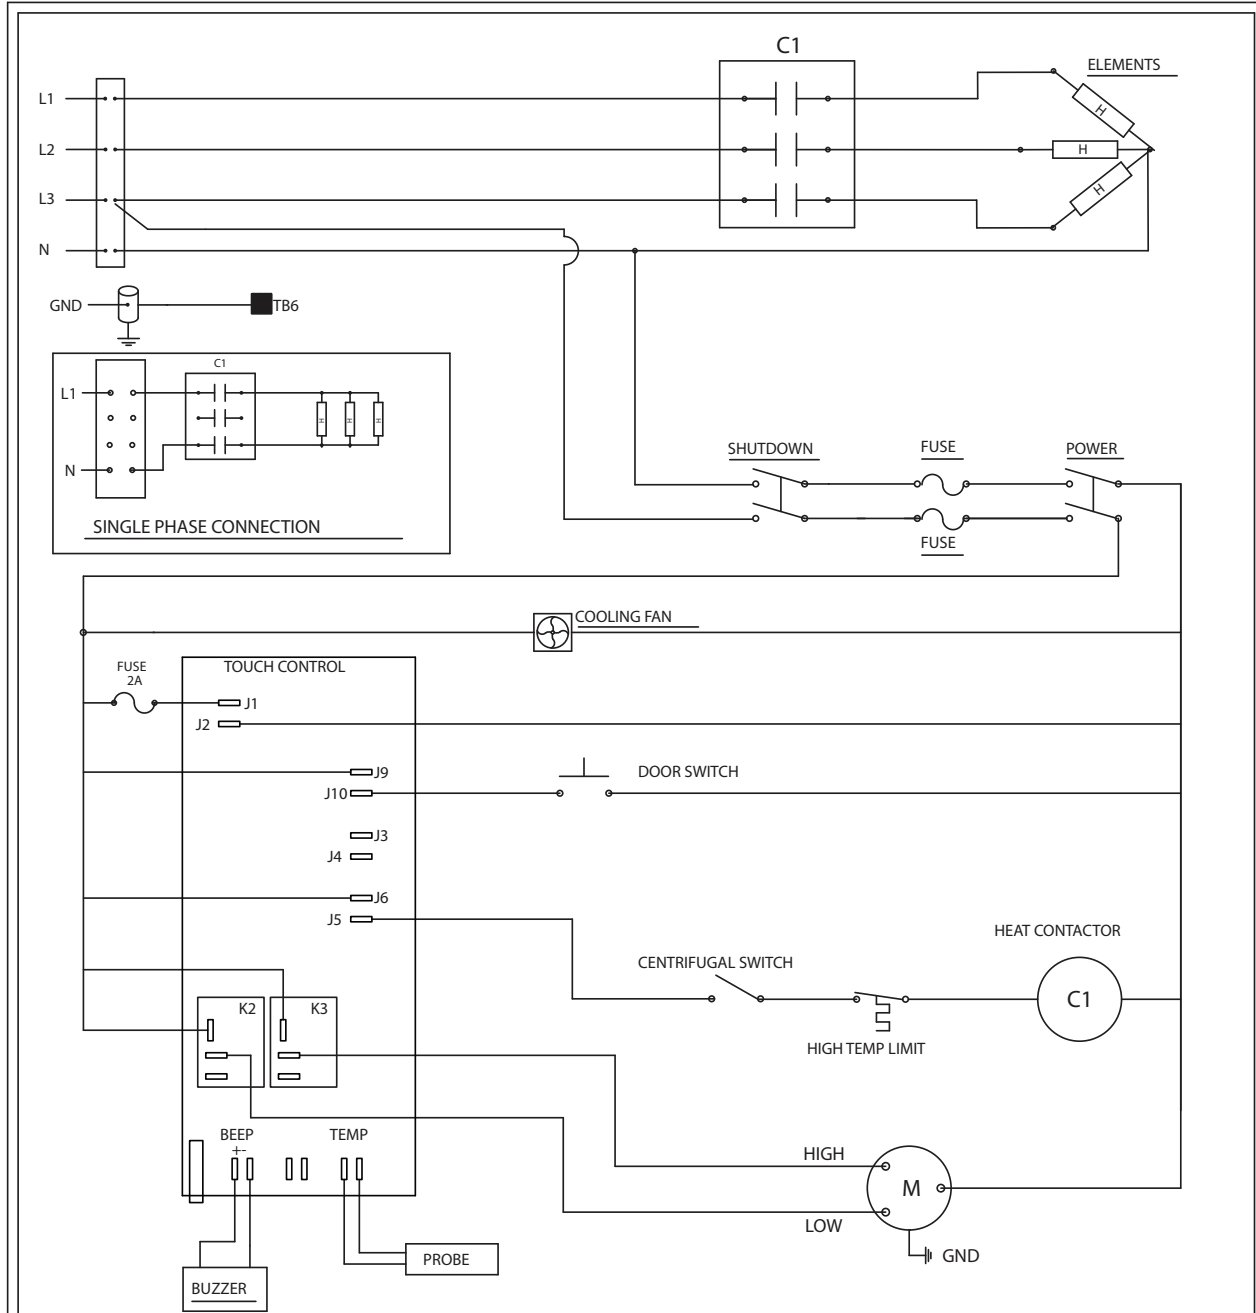 C1
ELEMENTS
L1
H
L2
H
L3
H
N
GND
TB6
C1
L1
H
H
H
N
SINGLE PHASE CONNECTION
SHUTDOWN
FUSE
POWER
FUSE
COOLING FAN
FUSE
2A
TOUCH CONTROL
J1
J2
J9
DOOR SWITCH
J10
J3
J4
J6
J5
HEAT CONTACTOR
CENTRIFUGAL SWITCH
K2
K3
C1
HIGH TEMP LIMIT
BEEP
+-
TEMP
HIGH
M
LOW
GND
PROBE
BUZZER